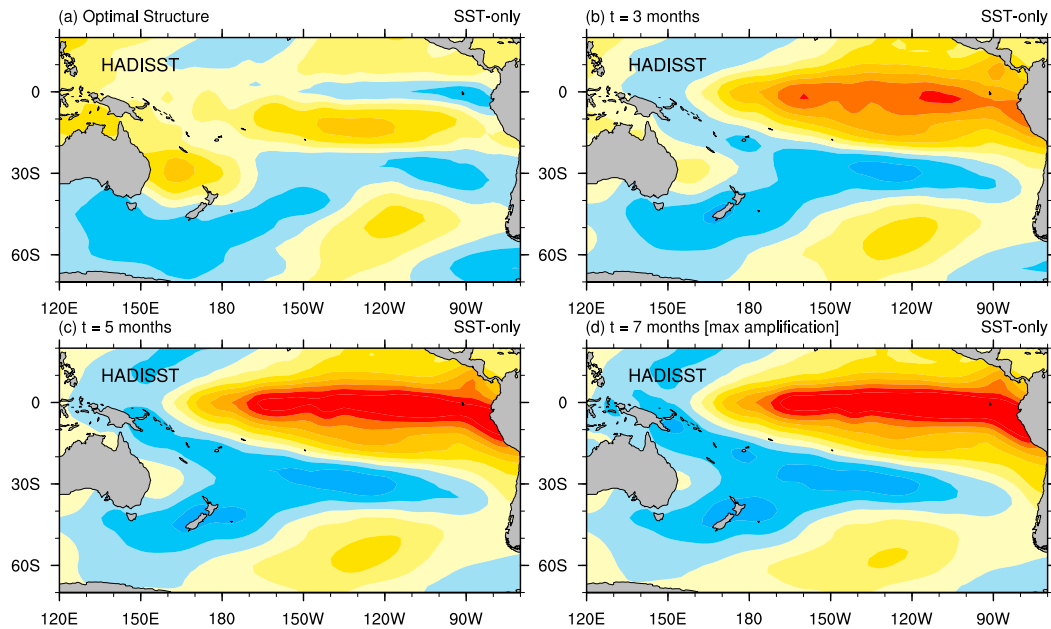 (a) Optimal Structure SST-only
HADISST
0
30S
60S
120E 150E 180 150W 120W 90W
(b) t = 3 months SST-only
HADISST
0
30S
60S
120E 150E 180 150W 120W 90W
(c) t = 5 months SST-only
HADISST
0
30S
60S
120E 150E 180 150W 120W 90W
(d) t = 7 months [max amplification] SST-only
HADISST
0
30S
60S
120E 150E 180 150W 120W 90W